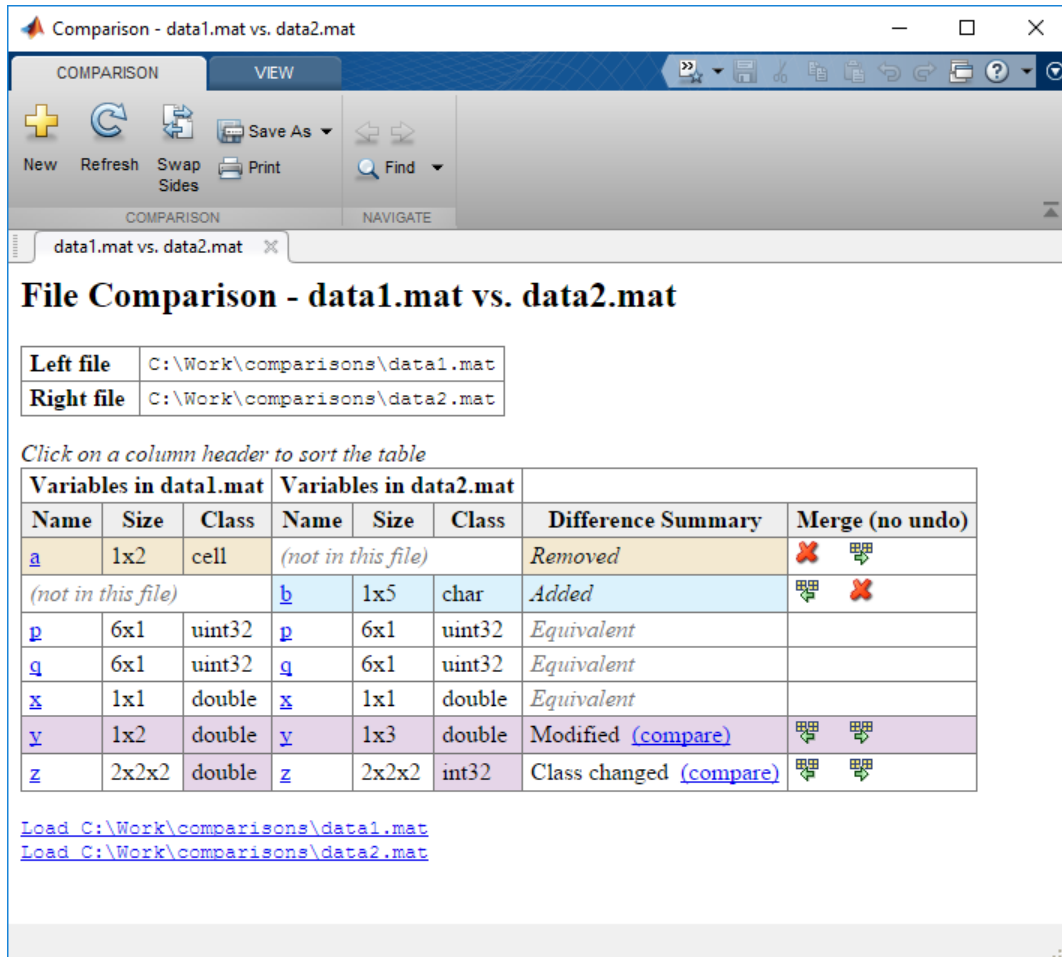 Comparison - data1.mat vs. data2.mat
COMPARISON VIEW
New Refresh Swap Sides Save As Print Find
COMPARISON NAVIGATE
data1.mat vs. data2.mat
File Comparison - data1.mat vs. data2.mat
Left file C:\Work\comparisons\data1.mat
Right file C:\Work\comparisons\data2.mat
Click on a column header to sort the table
Variables in data1.mat Variables in data2.mat
Name Size Class Name Size Class Difference Summary Merge (no undo)
a 1x2 cell (not in this file) Removed
(not in this file) b 1x5 char Added
p 6x1 uint32 p 6x1 uint32 Equivalent
q 6x1 uint32 q 6x1 uint32 Equivalent
x 1x1 double x 1x1 double Equivalent
y 1x2 double y 1x3 double Modified (compare)
z 2x2x2 double z 2x2x2 int32 Class changed (compare)
Load C:\Work\comparisons\data1.mat
Load C:\Work\comparisons\data2.mat